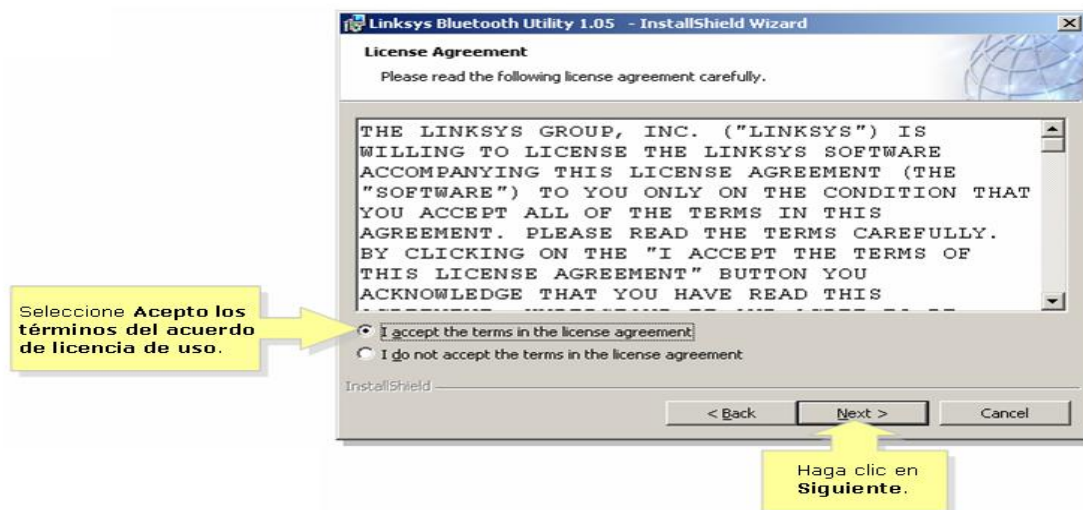 Linksys Bluetooth Utility 1.05 - InstallShield Wizard
License Agreement
Please read the following license agreement carefully.
THE LINKSYS GROUP, INC. ("LINKSYS") IS
WILLING TO LICENSE THE LINKSYS SOFTWARE
ACCOMPANYING THIS LICENSE AGREEMENT (THE
"SOFTWARE") TO YOU ONLY ON THE CONDITION THAT
YOU ACCEPT ALL OF THE TERMS IN THIS
AGREEMENT. PLEASE READ THE TERMS CAREFULLY.
BY CLICKING ON THE "I ACCEPT THE TERMS OF
THIS LICENSE AGREEMENT" BUTTON YOU
ACKNOWLEDGE THAT YOU HAVE READ THIS
Seleccione Acepto los
términos del acuerdo
de licencia de uso.
I accept the terms in the license agreement
I do not accept the terms in the license agreement
InstallShield
< Back
Next >
Cancel
Haga clic en
Siguiente.